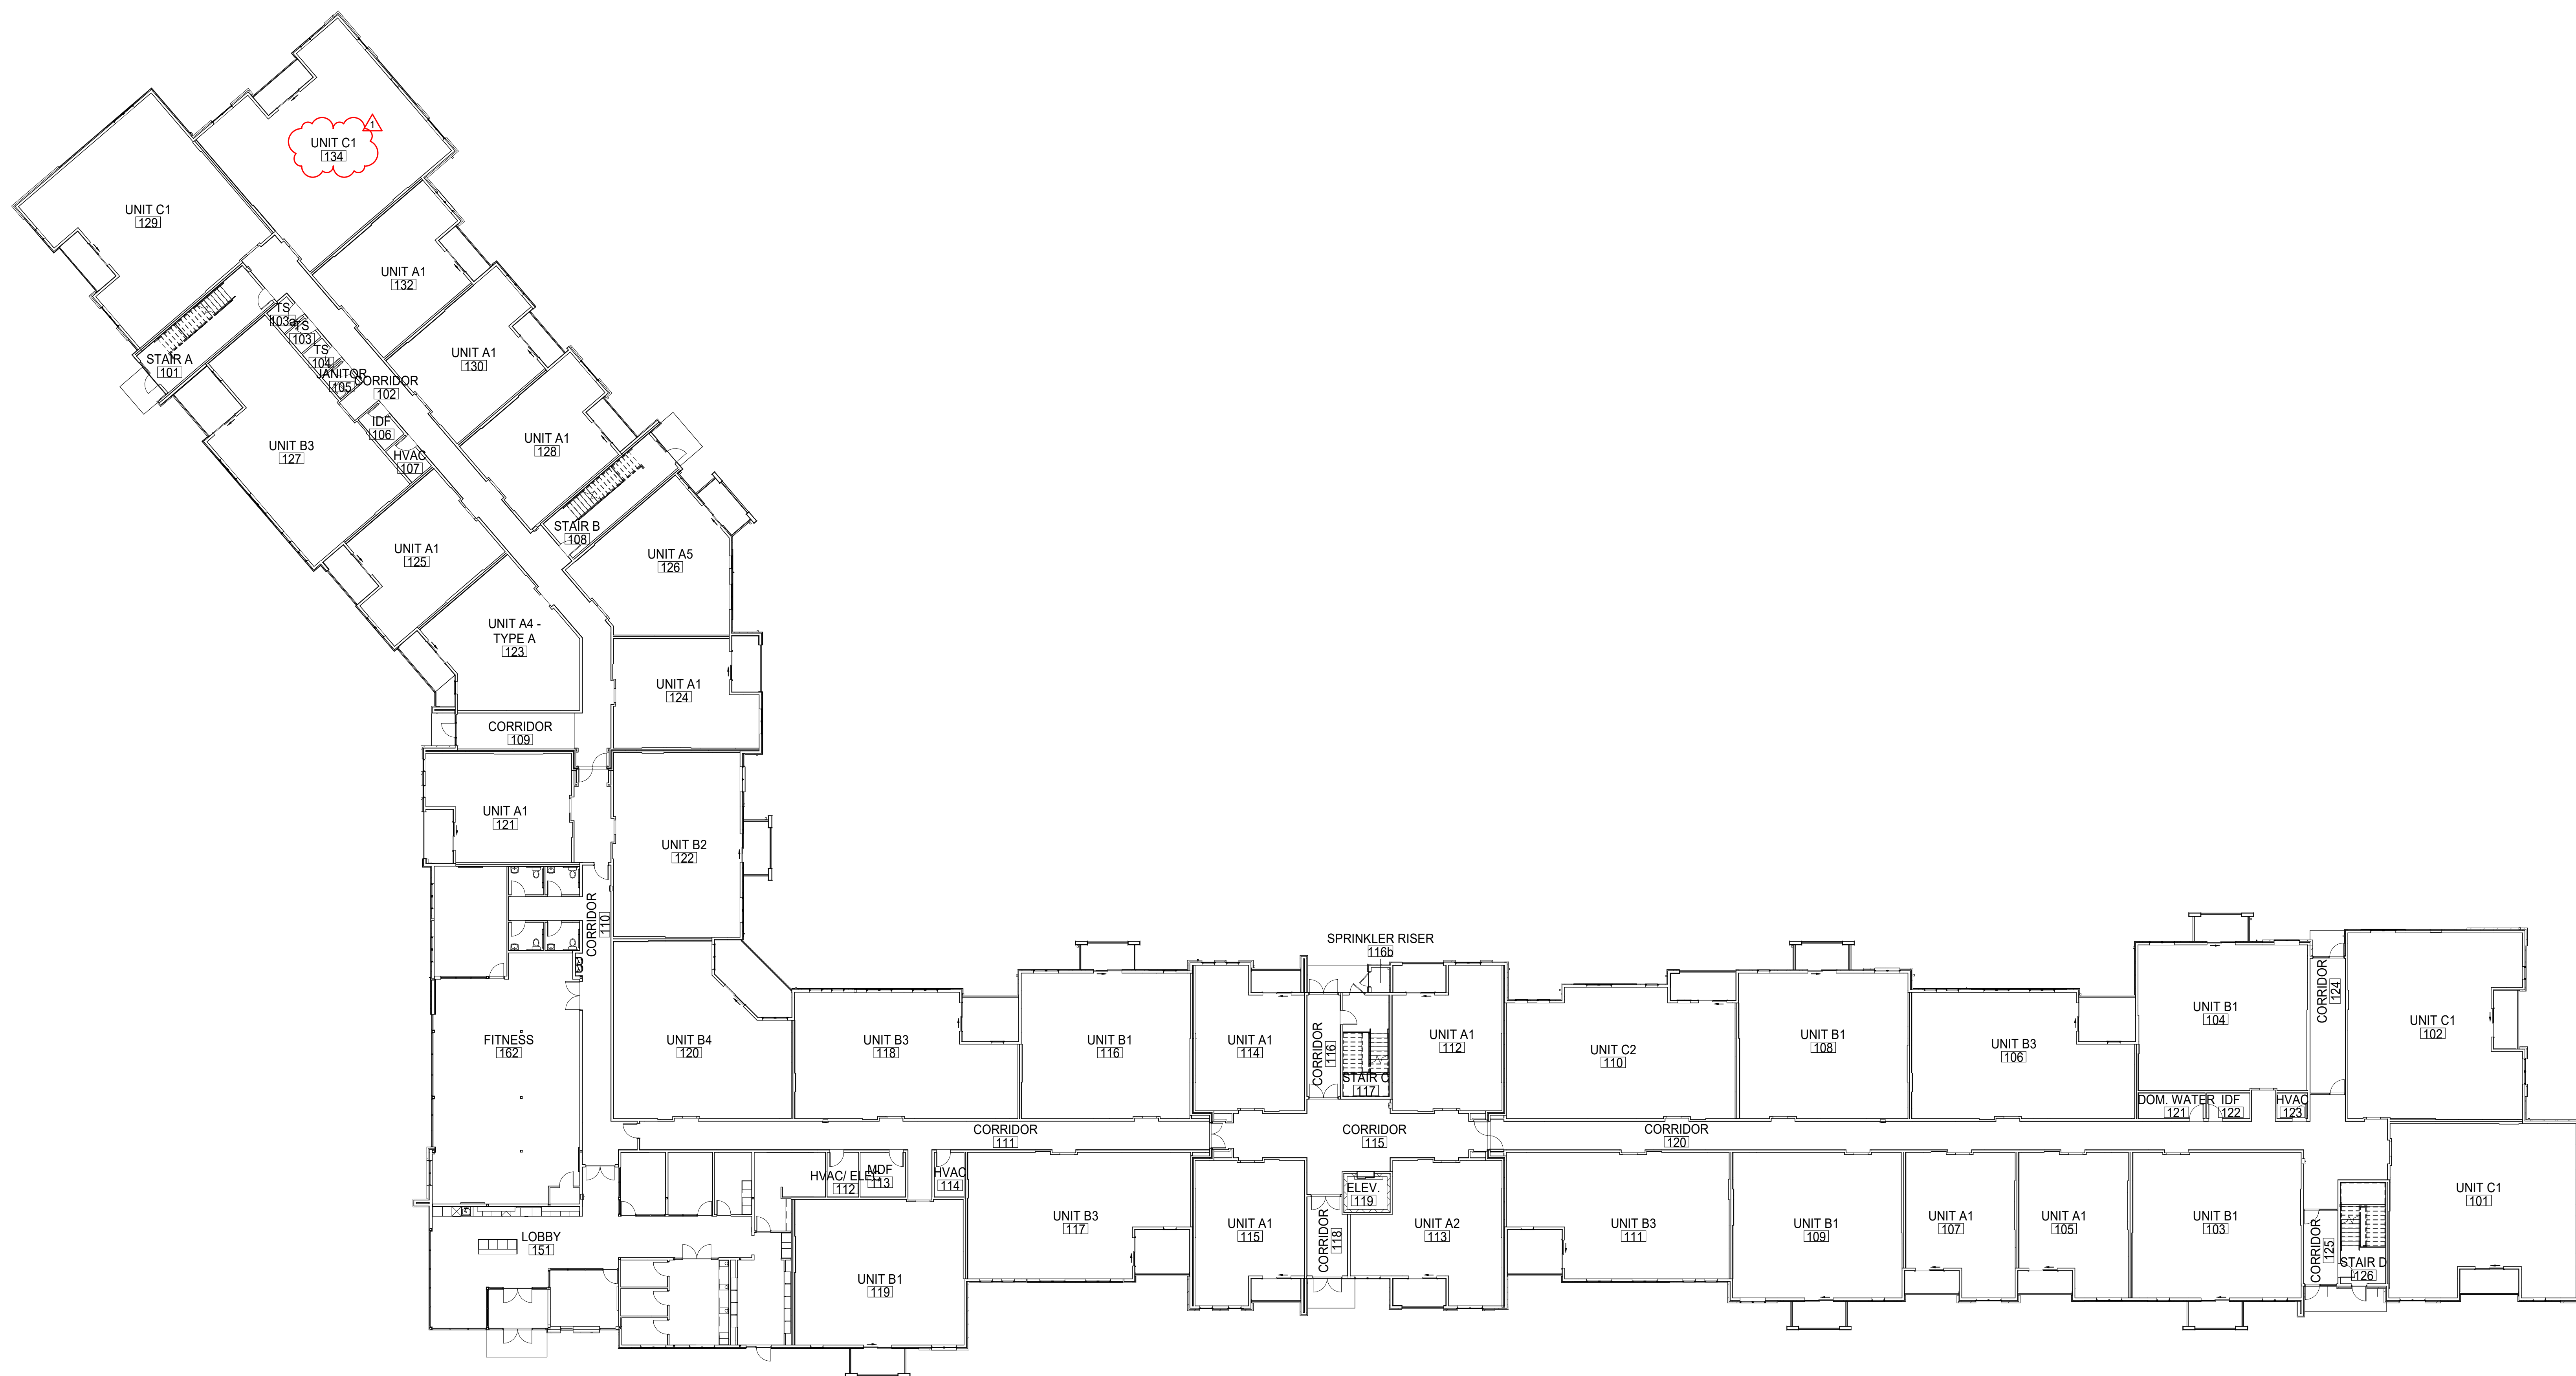 1
UNIT C1
134
UNIT C1
129
UNIT A1
132
TS
103a
TS
103
TS
104
JANITOR
105
CORRIDOR
102
STAIR A
101
UNIT A1
130
IDF
106
HVAC
107
UNIT B3
127
UNIT A1
128
STAIR B
108
UNIT A1
125
UNIT A5
126
UNIT A4 -
TYPE A
123
UNIT A1
124
CORRIDOR
109
UNIT A1
121
UNIT B2
122
CORRIDOR
110
FITNESS
162
UNIT B4
120
UNIT B3
118
UNIT B1
116
UNIT A1
114
CORRIDOR
116
SPRINKLER RISER
116b
STAIR C
117
UNIT A1
112
UNIT C2
110
UNIT B1
108
UNIT B3
106
UNIT B1
104
CORRIDOR
124
UNIT C1
102
DOM. WATER
121
IDF
122
HVAC
123
CORRIDOR
111
CORRIDOR
115
CORRIDOR
120
HVAC/ ELEC
112
MDF
113
HVAC
114
UNIT B3
117
UNIT A1
115
CORRIDOR
118
ELEV.
119
UNIT A2
113
UNIT B3
111
UNIT B1
109
UNIT A1
107
UNIT A1
105
UNIT B1
103
CORRIDOR
125
STAIR D
126
UNIT C1
101
LOBBY
151
UNIT B1
119